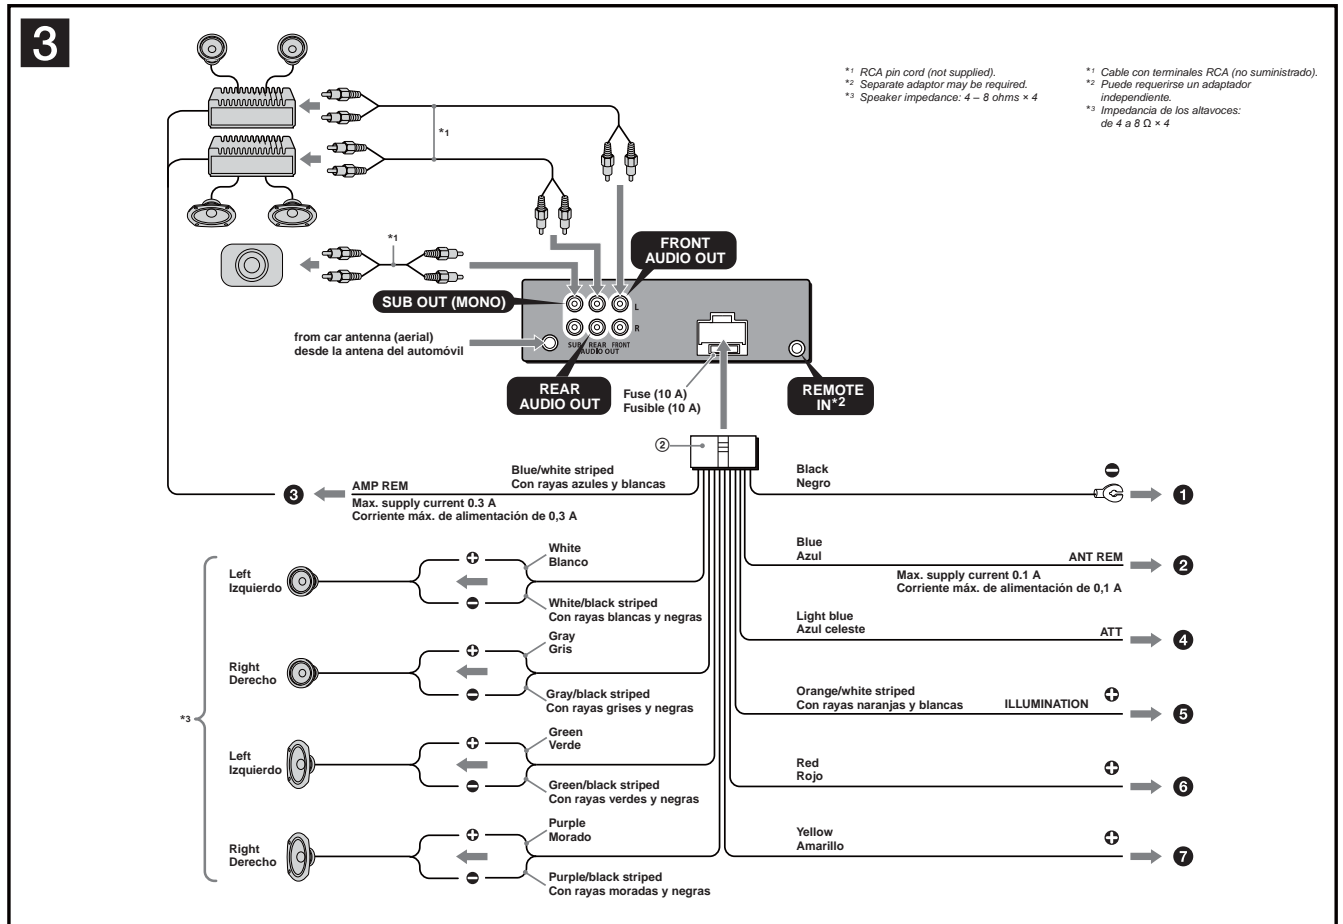 3
*1 RCA pin cord (not supplied).
*2 Separate adaptor may be required.
*3 Speaker impedance: 4 – 8 ohms × 4
*1 Cable con terminales RCA (no suministrado).
*2 Puede requerirse un adaptador
independiente.
*3 Impedancia de los altavoces:
de 4 a 8 Ω × 4
*1
*1
FRONT
AUDIO OUT
SUB OUT (MONO)
L
R
SUB REAR FRONT
AUDIO OUT
from car antenna (aerial)
desde la antena del automóvil
REAR
AUDIO OUT
Fuse (10 A)
Fusible (10 A)
REMOTE
IN*2
2
Blue/white striped
Con rayas azules y blancas
3
AMP REM
Max. supply current 0.3 A
Corriente máx. de alimentación de 0,3 A
Black
Negro
1
Blue
Azul
ANT REM
2
Max. supply current 0.1 A
Corriente máx. de alimentación de 0,1 A
Light blue
Azul celeste
ATT
4
Orange/white striped
Con rayas naranjas y blancas
ILLUMINATION
5
Red
Rojo
6
Yellow
Amarillo
7
*3
Left
Izquierdo
White
Blanco
White/black striped
Con rayas blancas y negras
Right
Derecho
Gray
Gris
Gray/black striped
Con rayas grises y negras
Left
Izquierdo
Green
Verde
Green/black striped
Con rayas verdes y negras
Right
Derecho
Purple
Morado
Purple/black striped
Con rayas moradas y negras